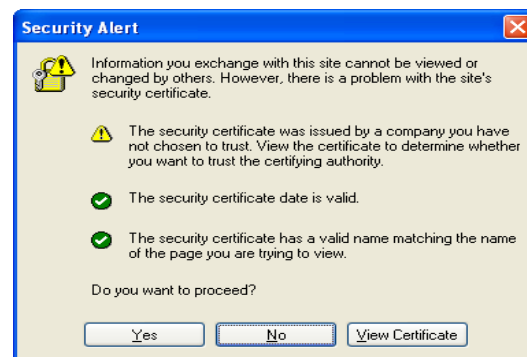 Security Alert
Information you exchange with this site cannot be viewed or
changed by others. However, there is a problem with the site's
security certificate.
The security certificate was issued by a company you have
not chosen to trust. View the certificate to determine whether
you want to trust the certifying authority.
The security certificate date is valid.
The security certificate has a valid name matching the name
of the page you are trying to view.
Do you want to proceed?
Yes No View Certificate